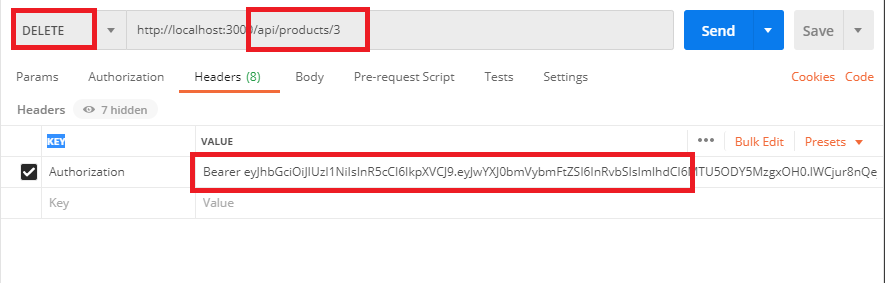 DELETE http://localhost:3000/api/products/3 Send Save
Params Authorization Headers (8) Body Pre-request Script Tests Settings Cookies Code
Headers 7 hidden
KEY VALUE ••• Bulk Edit Presets
Authorization Bearer eyJhbGciOiJIUzI1NiIsInR5cCI6IkpXVCJ9.eyJwYXJ0bmVybmFtZSI6InRvbSIsImlhdCI6MTU5ODY5MzgxOH0.IWCjur8nQe
Key Value